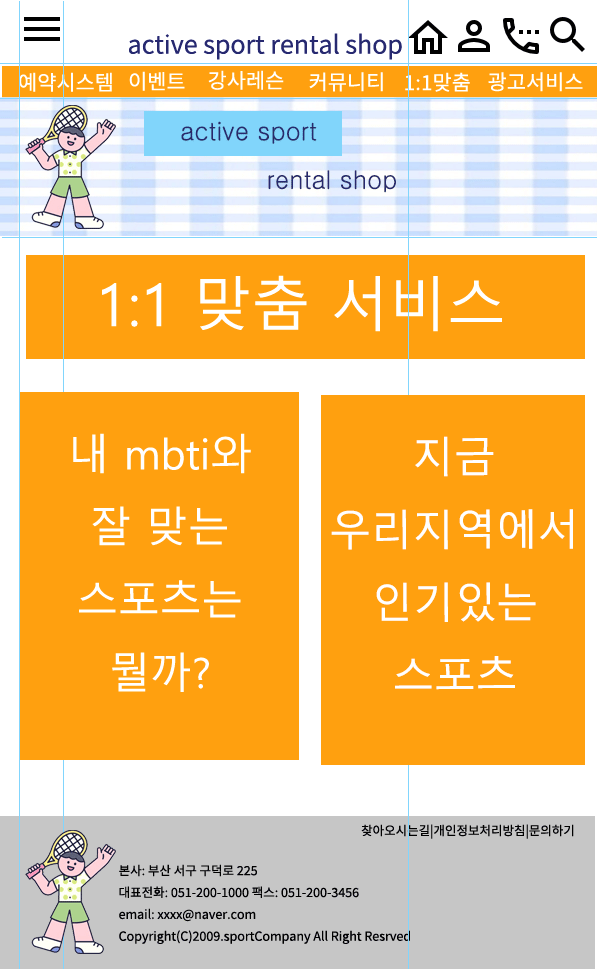 active sport rental shop
예약시스템 이벤트 강사레슨 커뮤니티 1:1맞춤 광고서비스
active sport
rental shop
1:1 맞춤 서비스
내 mbti와
잘 맞는
스포츠는
뭘까?
지금
우리지역에서
인기있는
스포츠
찾아오시는길|개인정보처리방침|문의하기
본사: 부산 서구 구덕로 225
대표전화: 051-200-1000 팩스: 051-200-3456
email: xxxx@naver.com
Copyright(C)2009.sportCompany All Right Resrved